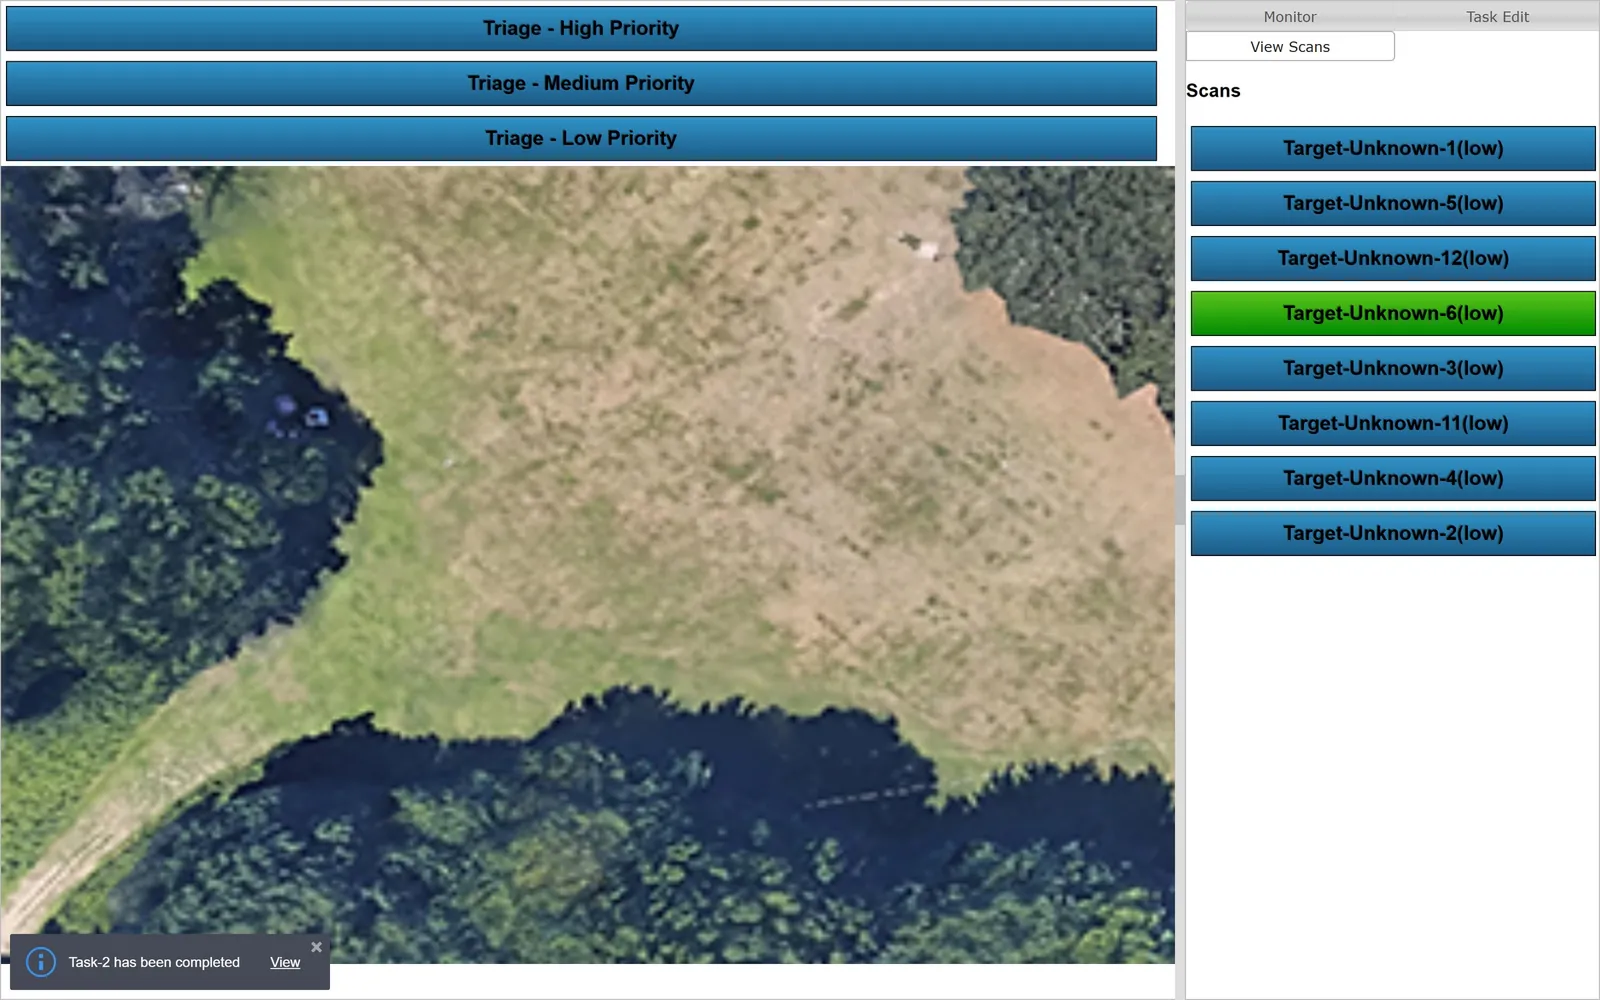 Triage - High Priority
Triage - Medium Priority
Triage - Low Priority
Monitor
Task Edit
View Scans
Scans
Target-Unknown-1(low)
Target-Unknown-5(low)
Target-Unknown-12(low)
Target-Unknown-6(low)
Target-Unknown-3(low)
Target-Unknown-11(low)
Target-Unknown-4(low)
Target-Unknown-2(low)
Task-2 has been completed View